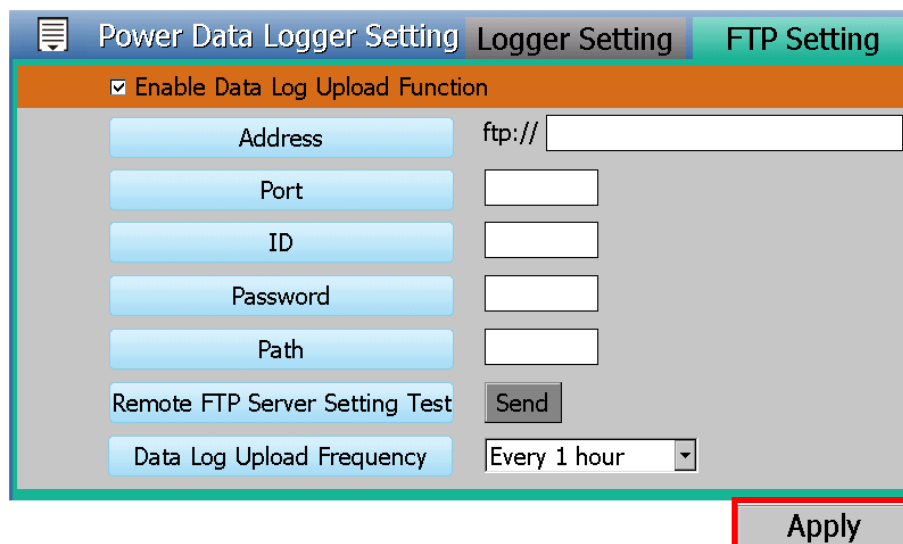 Power Data Logger Setting Logger Setting FTP Setting
Enable Data Log Upload Function
Address ftp://
Port
ID
Password
Path
Remote FTP Server Setting Test Send
Data Log Upload Frequency Every 1 hour
Apply